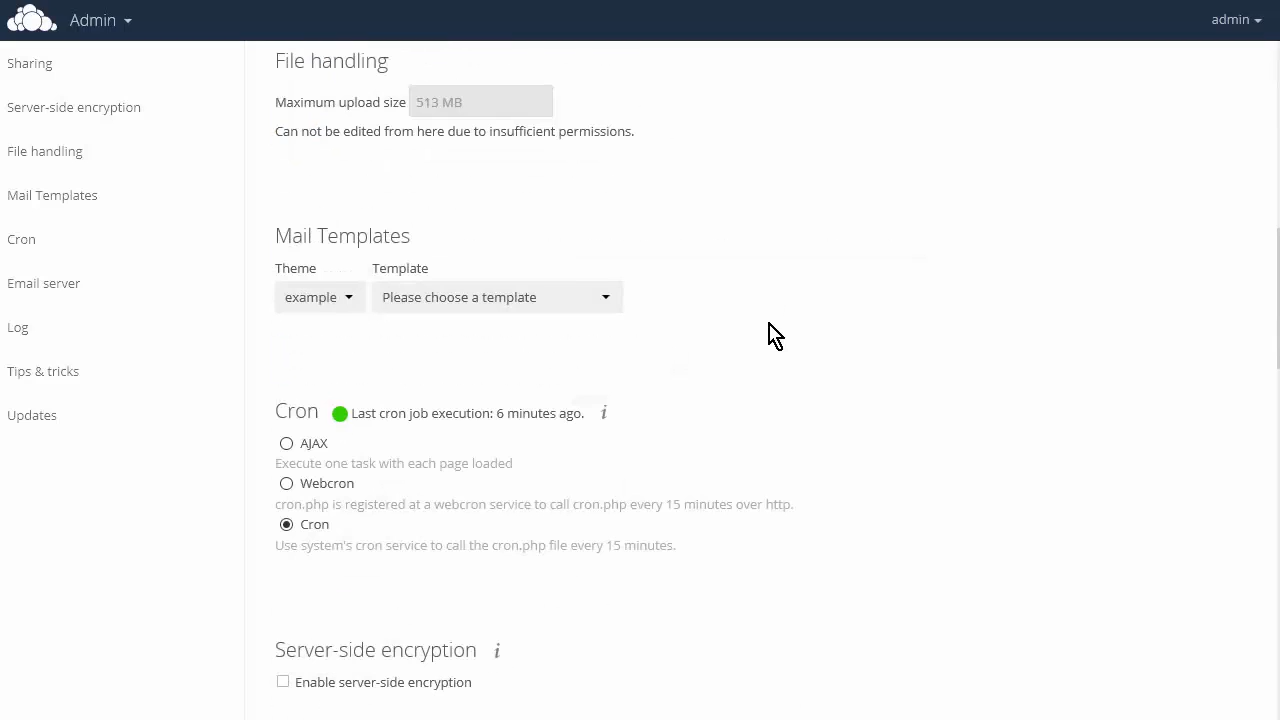 Admin
admin
Sharing
Server-side encryption
File handling
Mail Templates
Cron
Email server
Log
Tips & tricks
Updates
File handling
Maximum upload size 513 MB
Can not be edited from here due to insufficient permissions.
Mail Templates
Theme Template
example Please choose a template
Cron Last cron job execution: 6 minutes ago. i
AJAX
Execute one task with each page loaded
Webcron
cron.php is registered at a webcron service to call cron.php every 15 minutes over http.
Cron
Use system's cron service to call the cron.php file every 15 minutes.
Server-side encryption i
Enable server-side encryption